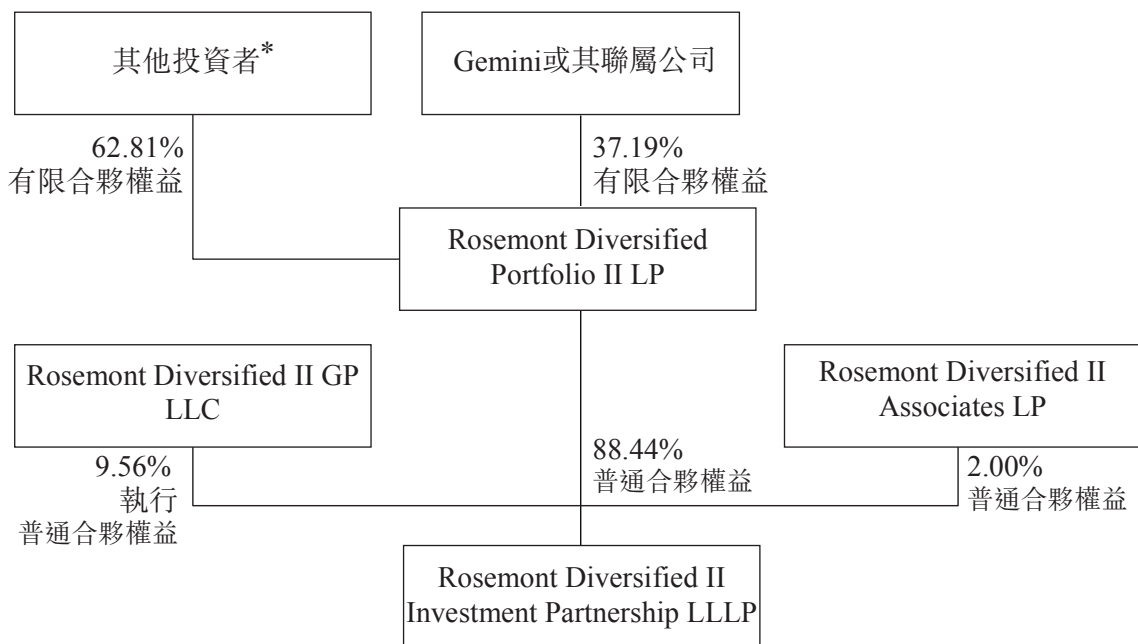 其他投資者*
Gemini或其聯屬公司
62.81%
有限合夥權益
37.19%
有限合夥權益
Rosemont Diversified
Portfolio II LP
Rosemont Diversified II GP
LLC
Rosemont Diversified II
Associates LP
9.56%
執行
普通合夥權益
88.44%
普通合夥權益
2.00%
普通合夥權益
Rosemont Diversified II
Investment Partnership LLLP